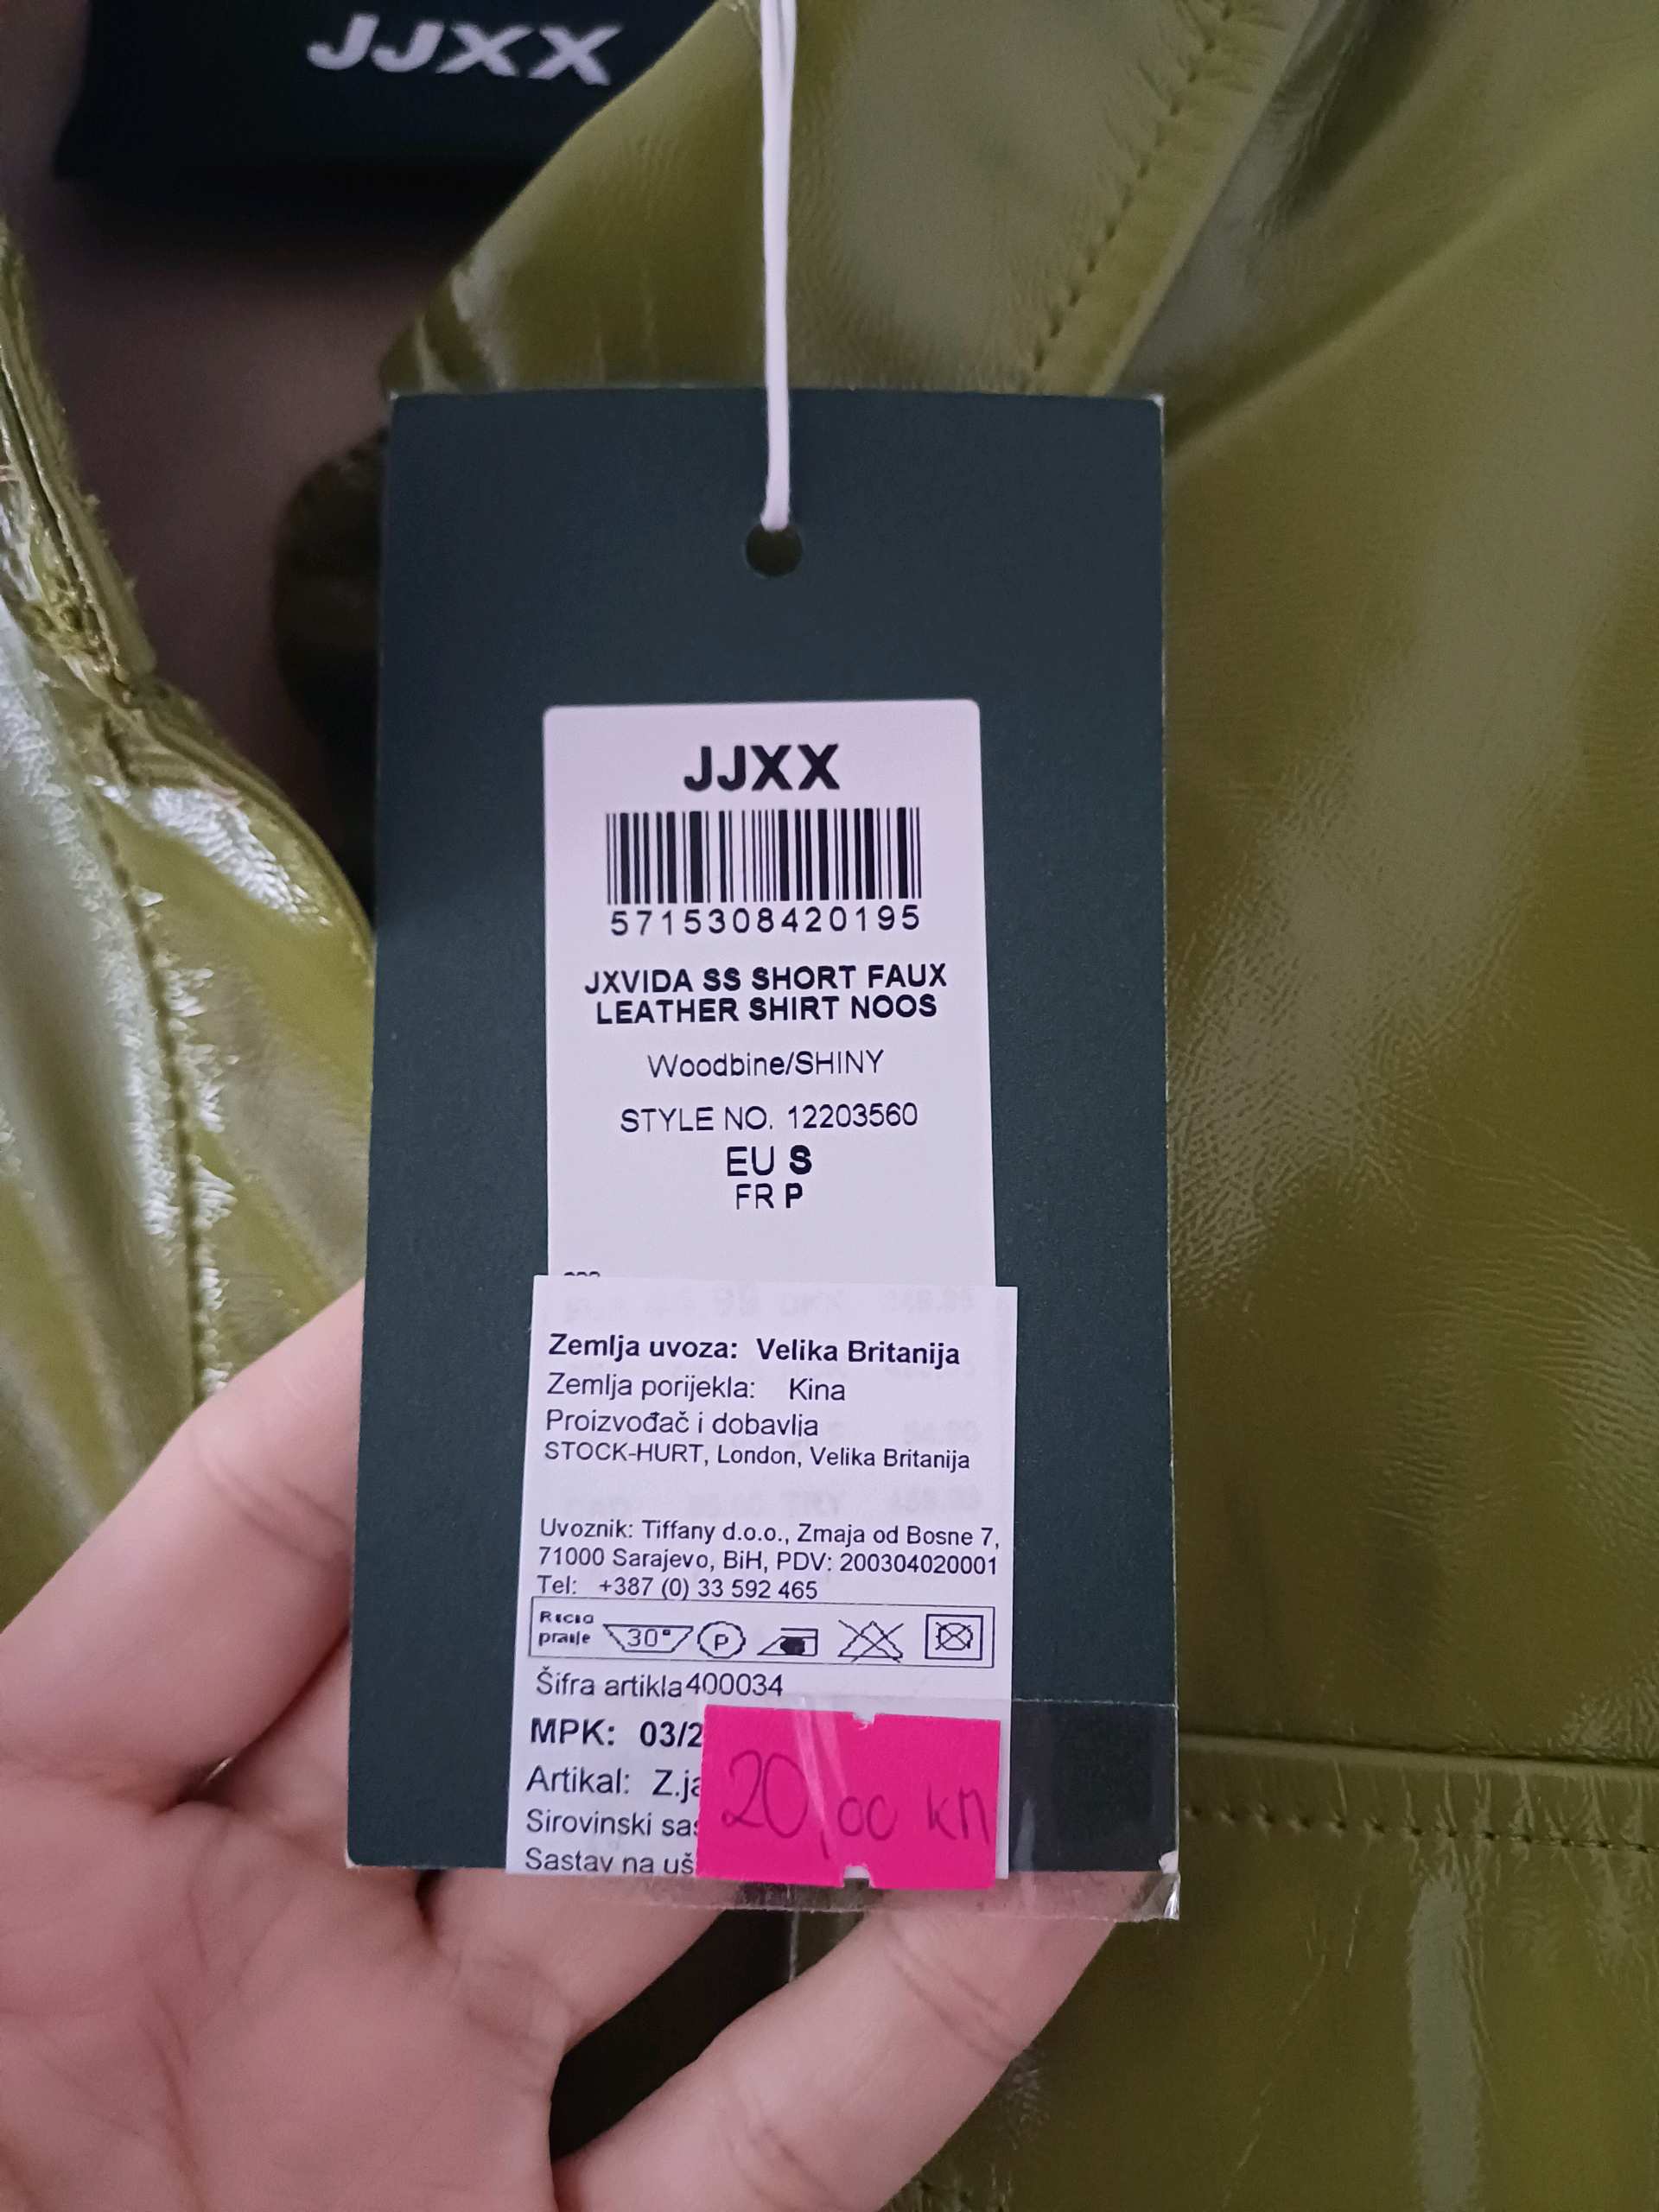 JJXX
JJXX
5715308420195
JXVIDA SS SHORT FAUX
LEATHER SHIRT NOOS
Woodbine/SHINY
STYLE NO. 12203560
EU S
FR P
Zemlja uvoza: Velika Britanija
Zemlja porijekla: Kina
Proizvođač i dobavlja
STOCK-HURT, London, Velika Britanija
Uvoznik: Tiffany d.o.o., Zmaja od Bosne 7,
71000 Sarajevo, BiH, PDV: 200304020001
Tel: +387 (0) 33 592 465
30° P
Šifra artikla 400034
MPK: 03/2
Artikal: Z.ja
Sirovinski sas
Sastav na uš
20,00 KM